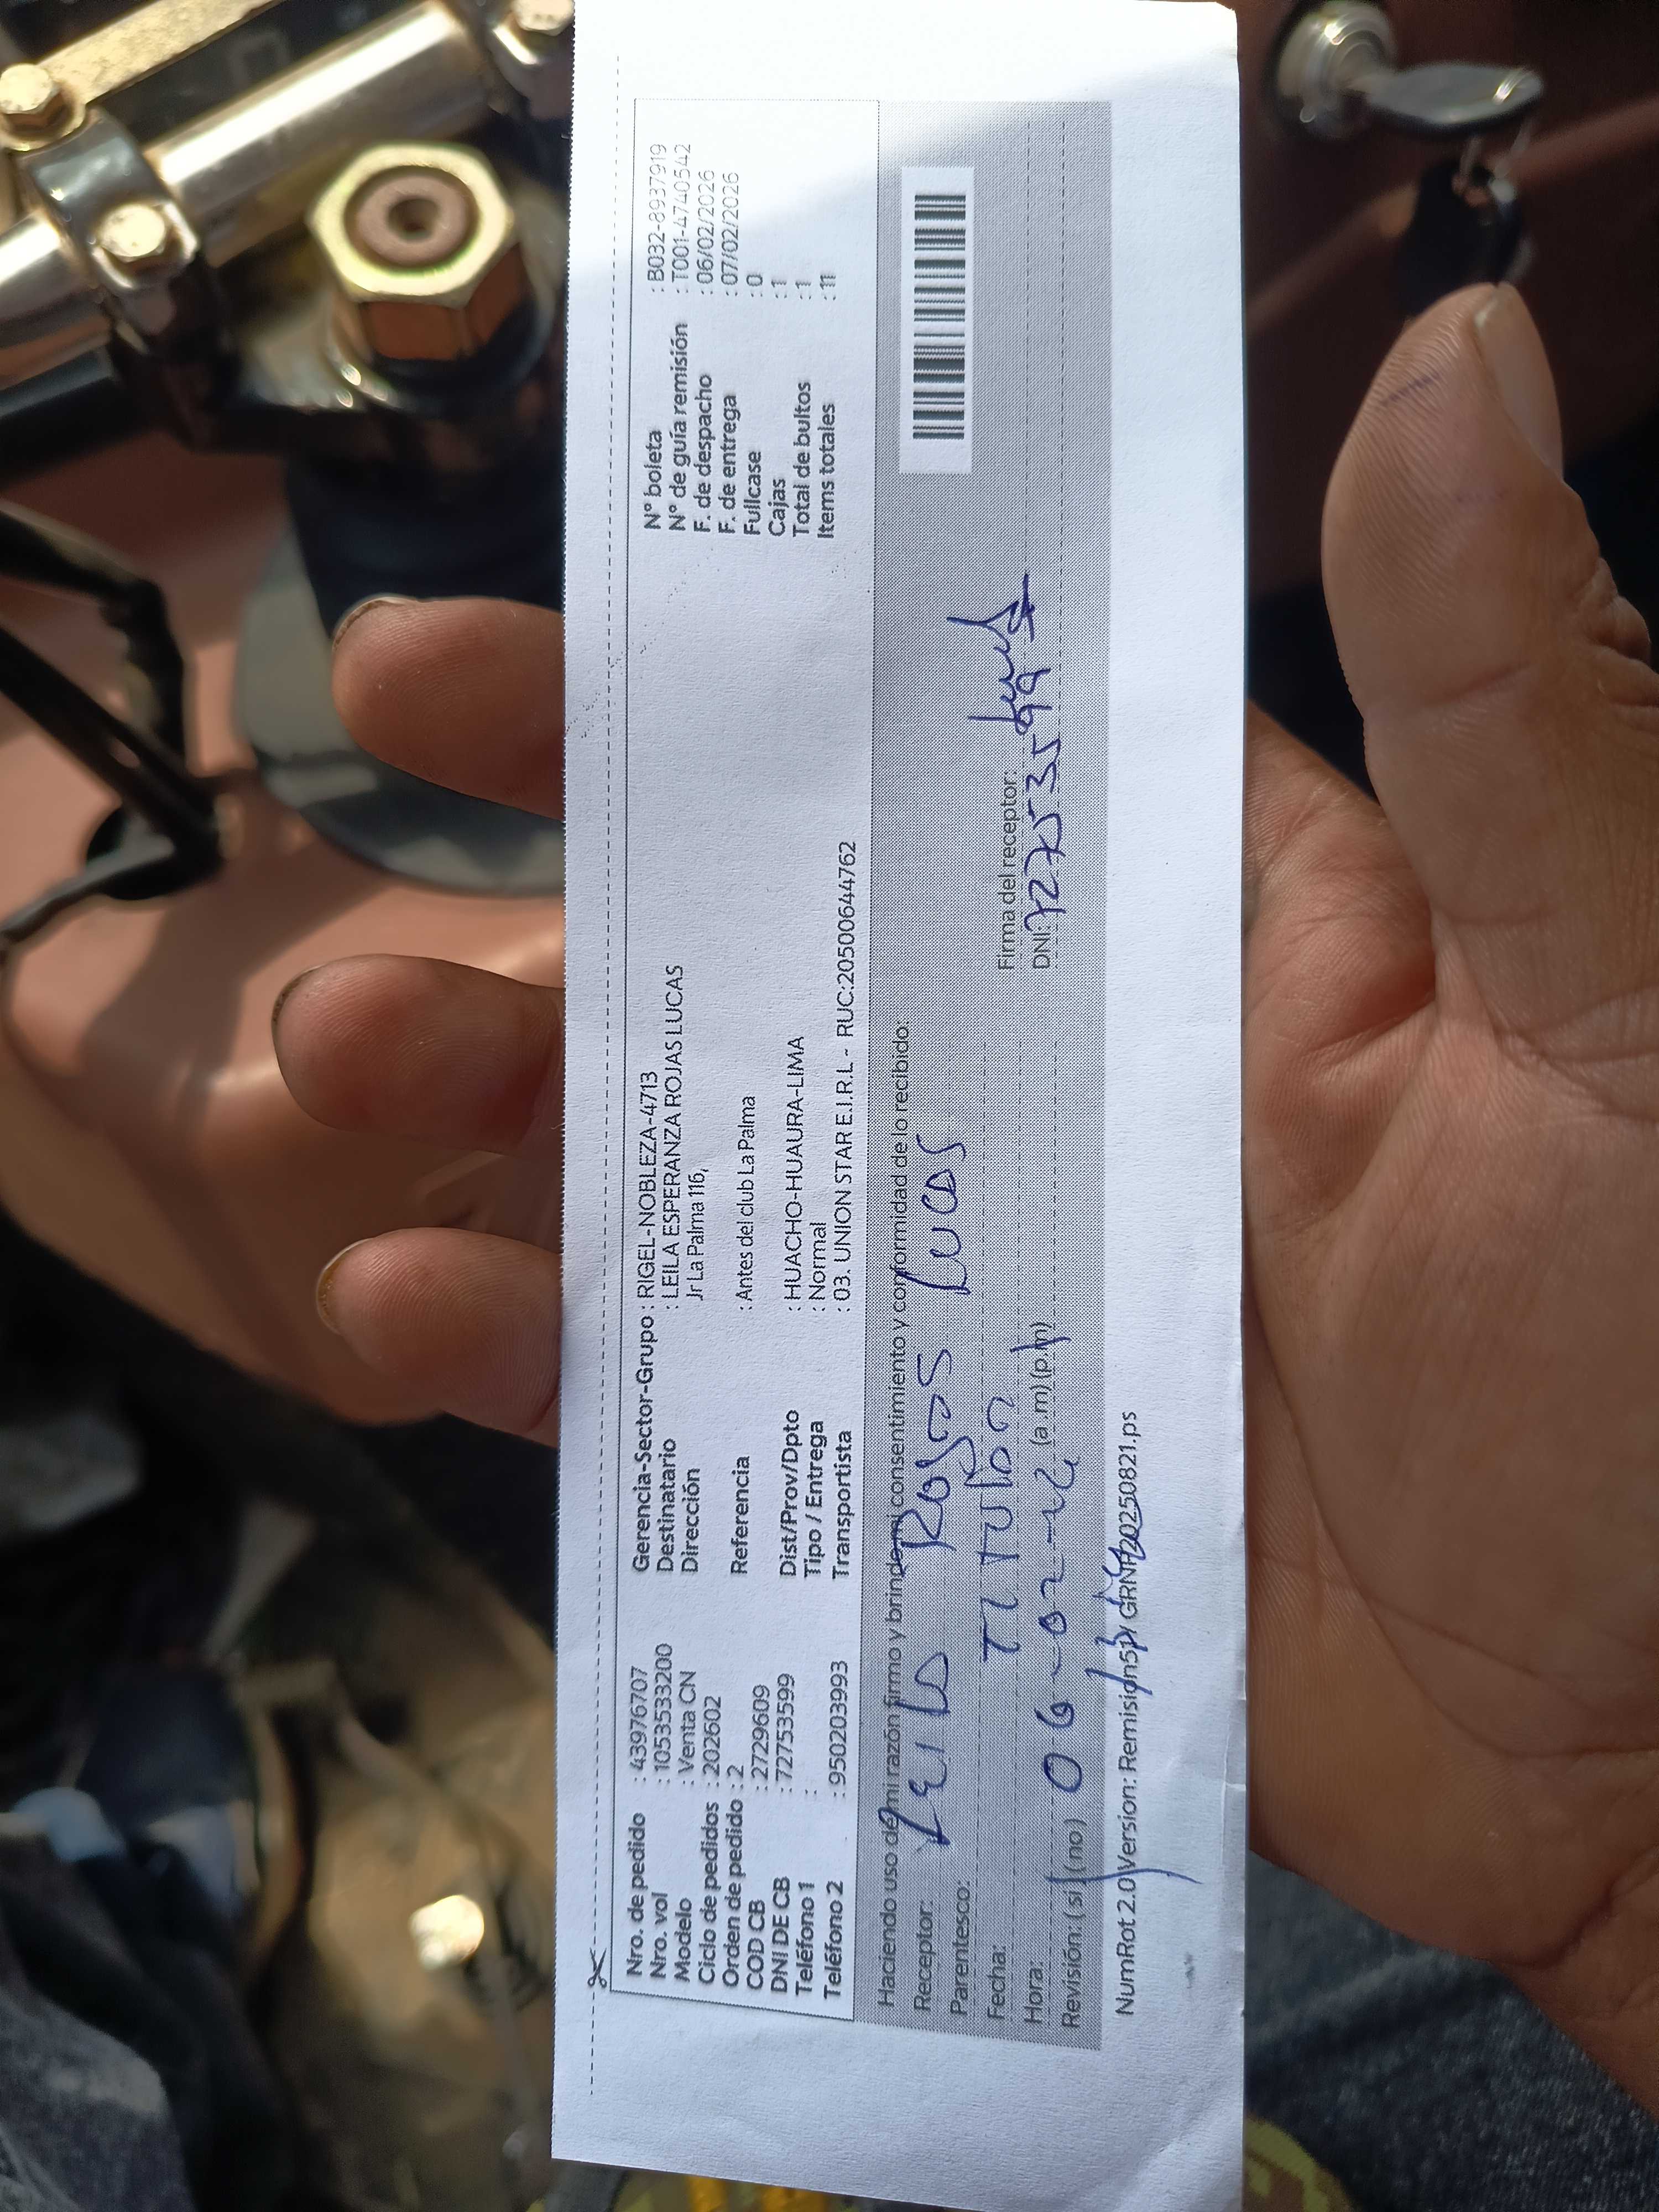 Nro. de pedido : 43976707 Gerencia-Sector-Grupo : RIGEL-NOBLEZA-4713 N° boleta : B032-8937919
Nro. vol : 1053533200 Destinatario : LEILA ESPERANZA ROJAS LUCAS N° de guía remisión : T001-4740542
Modelo : Venta CN Dirección Jr La Palma 116, F. de despacho : 06/02/2026
Ciclo de pedidos : 202602 F. de entrega : 07/02/2026
Orden de pedido : 2 Referencia : Antes del club La Palma Fullcase : 0
COD CB : 2729609 Cajas : 1
DNI DE CB : 72753599 Dist/Prov/Dpto : HUACHO-HUAURA-LIMA Total de bultos : 1
Teléfono 1 : Tipo / Entrega : Normal Items totales : 11
Teléfono 2 : 950203993 Transportista : 03. UNION STAR E.I.R.L - RUC:20500644762
Haciendo uso de mi razón firmo y brindo mi consentimiento y conformidad de lo recibido:
Receptor: Leila Rojas Lucas
Parentesco: Titular
Fecha: Firma del receptor:
Hora: 06-02-26 (a.m) (p.m) DNI: 72753599
Revisión: (si) (no)
NumRot 2.0 Version: Remision51/ GRNH20250821.ps